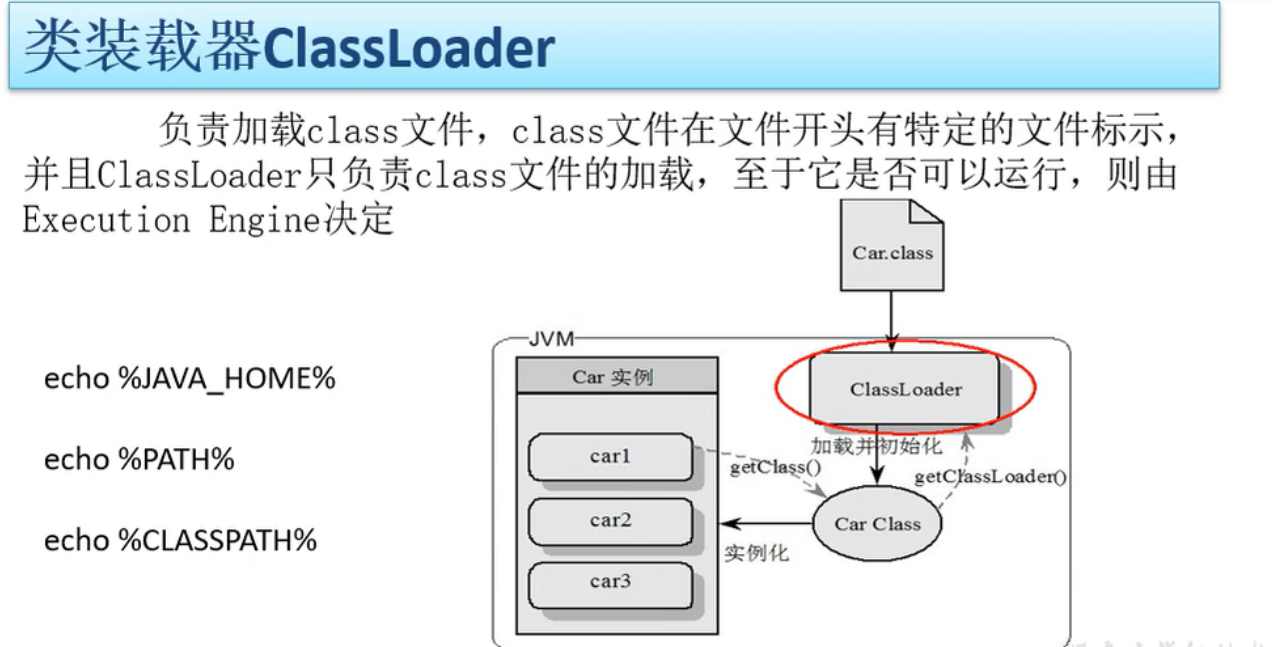 类装载器ClassLoader
负责加载class文件，class文件在文件开头有特定的文件标示，
并且ClassLoader只负责class文件的加载，至于它是否可以运行，则由
Execution Engine决定
Car.class
JVM
echo %JAVA_HOME%
echo %PATH%
echo %CLASSPATH%
Car 实例
car1
car2
car3
ClassLoader
加载并初始化
getClass()
getClassLoader()
Car Class
实例化